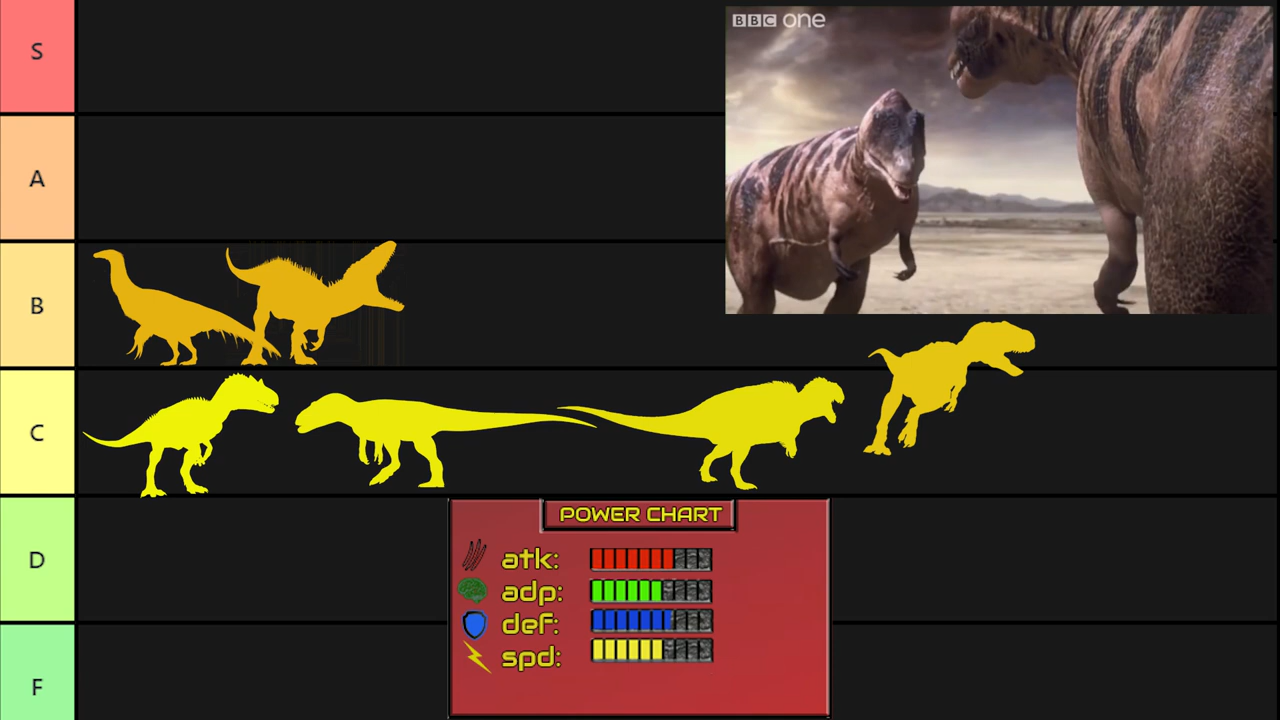 S
BBC one
A
B
C
POWER CHART
atk:
adp:
def:
spd:
D
F